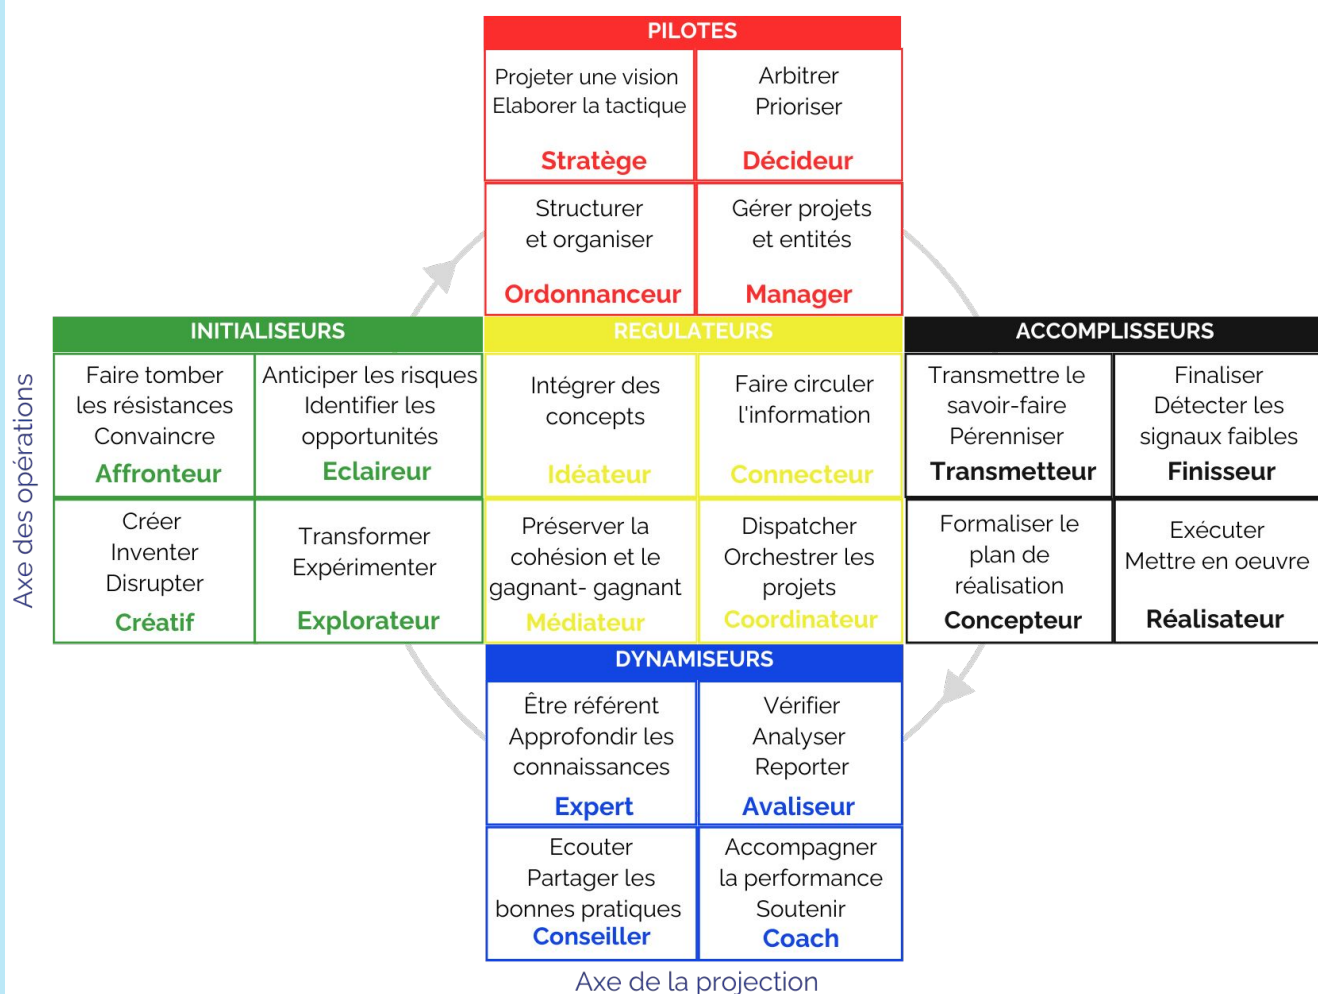 PILOTES
Projeter une vision
Elaborer la tactique
Stratège
Arbitrer
Prioriser
Décideur
Structurer
et organiser
Ordonnanceur
Gérer projets
et entités
Manager
Axe des opérations
INITIALISEURS
Faire tomber
les résistances
Convaincre
Affronteur
Anticiper les risques
Identifier les
opportunités
Eclaireur
Créer
Inventer
Disrupter
Créatif
Transformer
Expérimenter
Explorateur
REGULATEURS
Intégrer des
concepts
Idéateur
Faire circuler
l'information
Connecteur
Préserver la
cohésion et le
gagnant- gagnant
Médiateur
Dispatcher
Orchestrer les
projets
Coordinateur
ACCOMPLISSEURS
Transmettre le
savoir-faire
Pérenniser
Transmetteur
Finaliser
Détecter les
signaux faibles
Finisseur
Formaliser le
plan de
réalisation
Concepteur
Exécuter
Mettre en oeuvre
Réalisateur
DYNAMISEURS
Être référent
Approfondir les
connaissances
Expert
Vérifier
Analyser
Reporter
Avaliseur
Ecouter
Partager les
bonnes pratiques
Conseiller
Accompagner
la performance
Soutenir
Coach
Axe de la projection